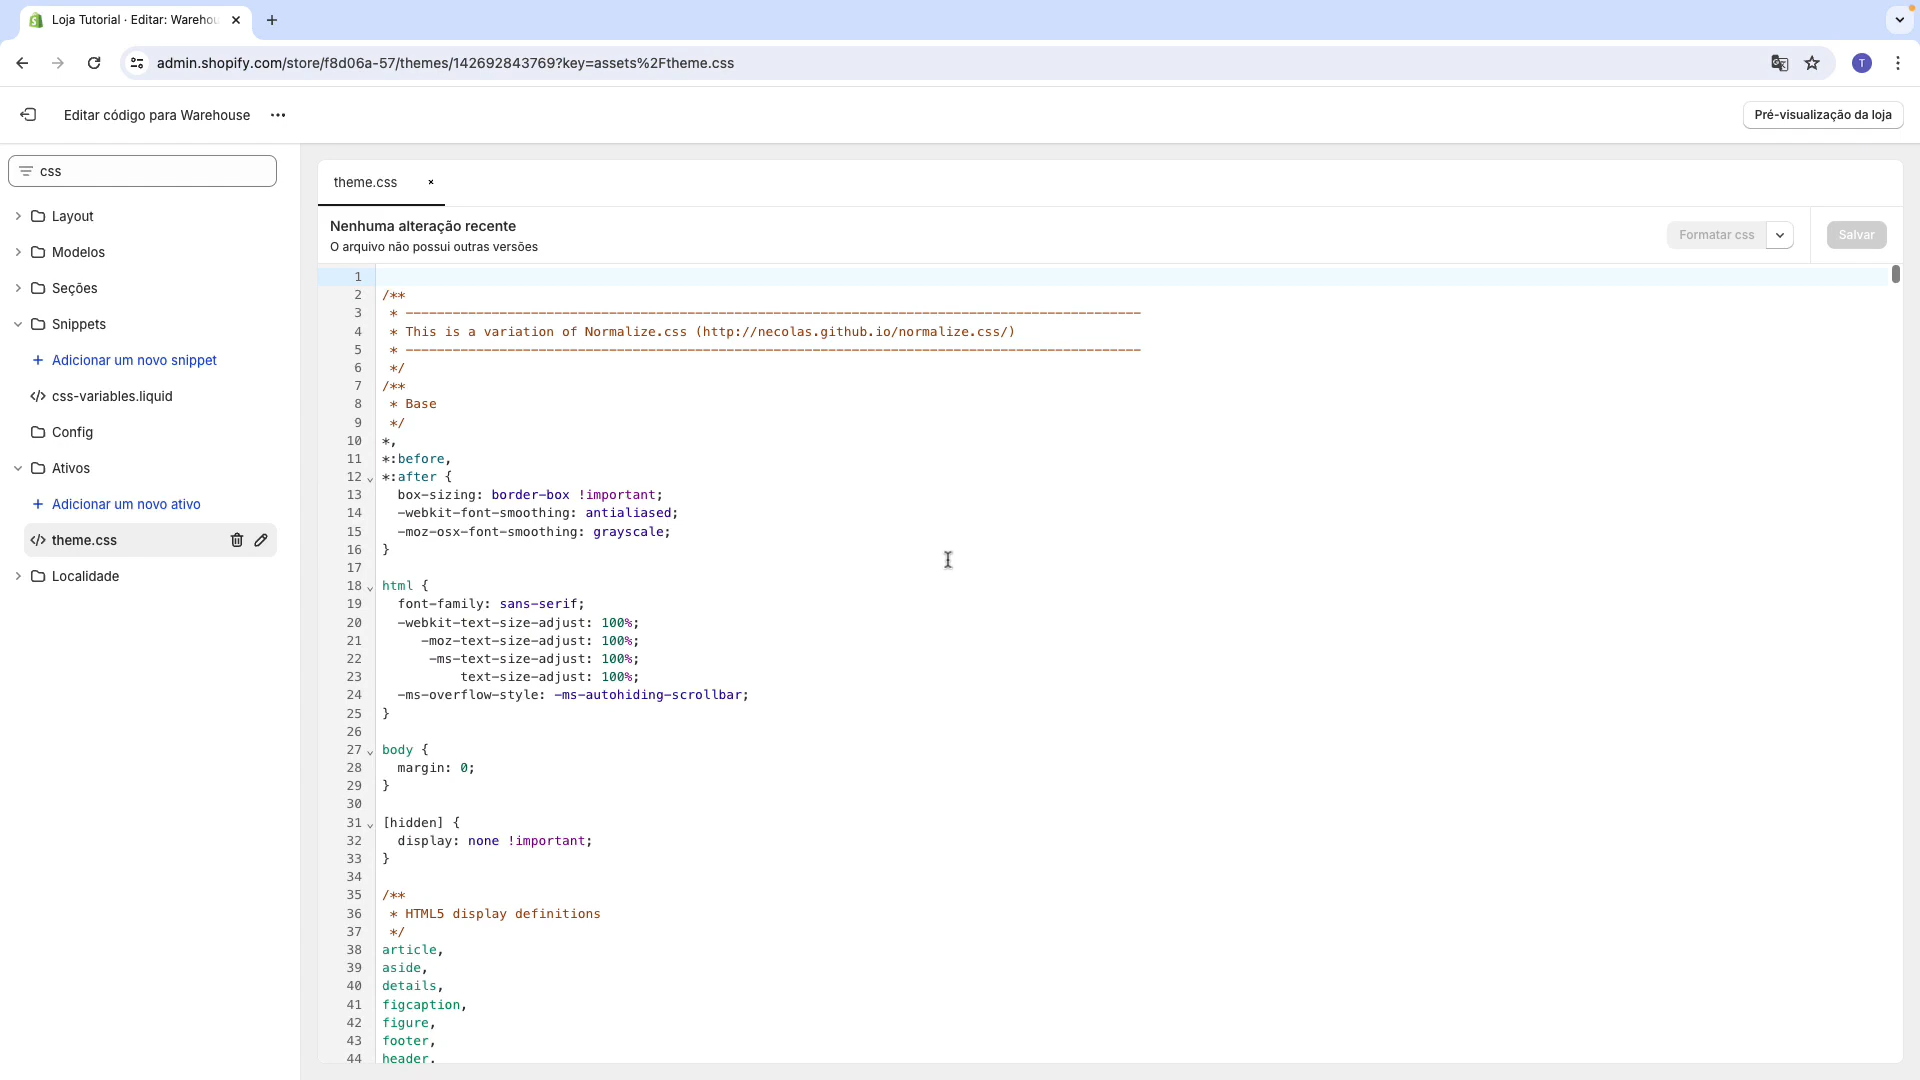 Loja Tutorial · Editar: Warehou
admin.shopify.com/store/f8d06a-57/themes/142692843769?key=assets%2Ftheme.css
T
Editar código para Warehouse
Pré-visualização da loja
css
Layout
Modelos
Seções
Snippets
Adicionar um novo snippet
css-variables.liquid
Config
Ativos
Adicionar um novo ativo
theme.css
Localidade
theme.css
Nenhuma alteração recente
O arquivo não possui outras versões
Formatar css
Salvar
1
2 /**
3  * ----------------------------------------------------------------------------------------------
4  * This is a variation of Normalize.css (http://necolas.github.io/normalize.css/)
5  * ----------------------------------------------------------------------------------------------
6  */
7 /**
8  * Base
9  */
10 *,
11 *:before,
12 *:after {
13   box-sizing: border-box !important;
14   -webkit-font-smoothing: antialiased;
15   -moz-osx-font-smoothing: grayscale;
16 }
17
18 html {
19   font-family: sans-serif;
20   -webkit-text-size-adjust: 100%;
21      -moz-text-size-adjust: 100%;
22       -ms-text-size-adjust: 100%;
23           text-size-adjust: 100%;
24   -ms-overflow-style: -ms-autohiding-scrollbar;
25 }
26
27 body {
28   margin: 0;
29 }
30
31 [hidden] {
32   display: none !important;
33 }
34
35 /**
36  * HTML5 display definitions
37  */
38 article,
39 aside,
40 details,
41 figcaption,
42 figure,
43 footer,
44 header,